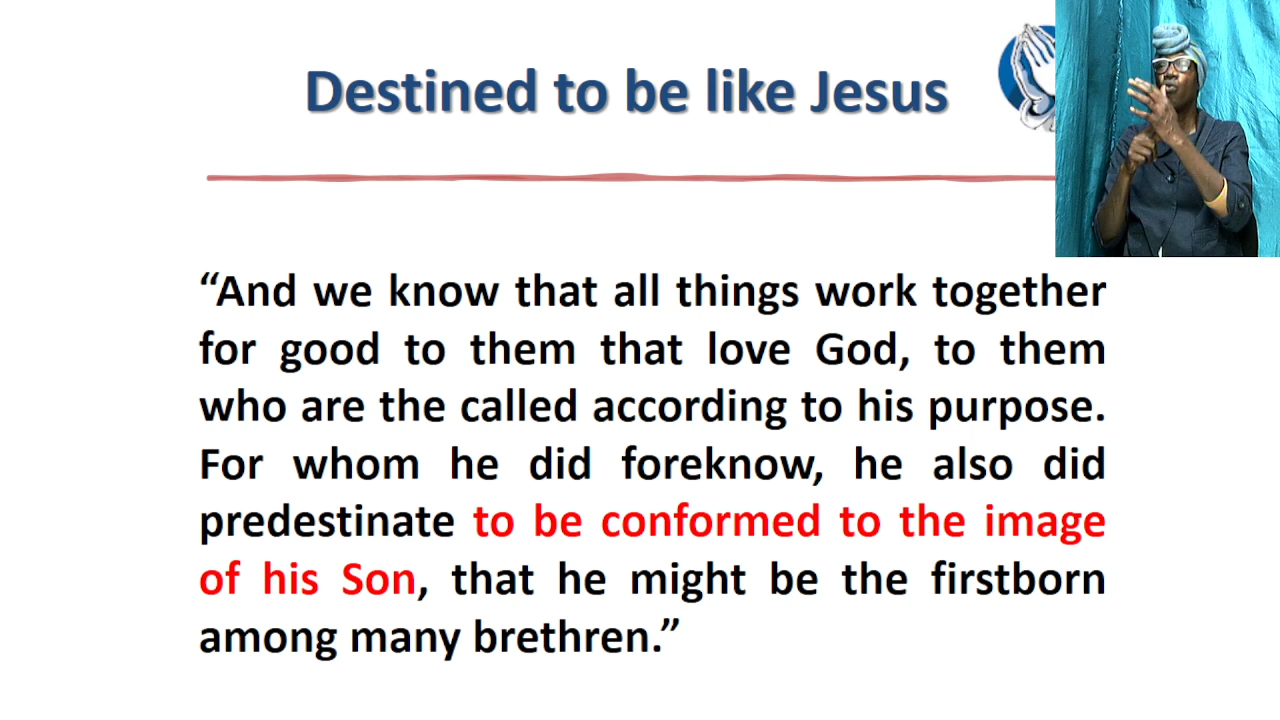 Destined to be like Jesus
“And we know that all things work together
for good to them that love God, to them
who are the called according to his purpose.
For whom he did foreknow, he also did
predestinate to be conformed to the image
of his Son, that he might be the firstborn
among many brethren.”